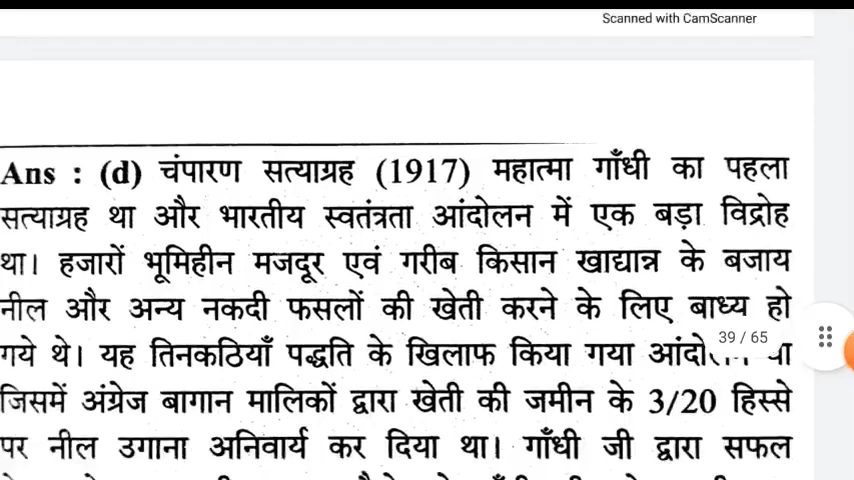 Scanned with CamScanner
Ans : (d) चंपारण सत्याग्रह (1917) महात्मा गाँधी का पहला
सत्याग्रह था और भारतीय स्वतंत्रता आंदोलन में एक बड़ा विद्रोह
था। हजारों भूमिहीन मजदूर एवं गरीब किसान खाद्यान्न के बजाय
नील और अन्य नकदी फसलों की खेती करने के लिए बाध्य हो
39 / 65
गये थे। यह तिनकठियाँ पद्धति के खिलाफ किया गया
जिसमें अंग्रेज बागान मालिकों द्वारा खेती की जमीन के 3/20 हिस्से
पर नील उगाना अनिवार्य कर दिया था। गाँधी जी द्वारा सफल